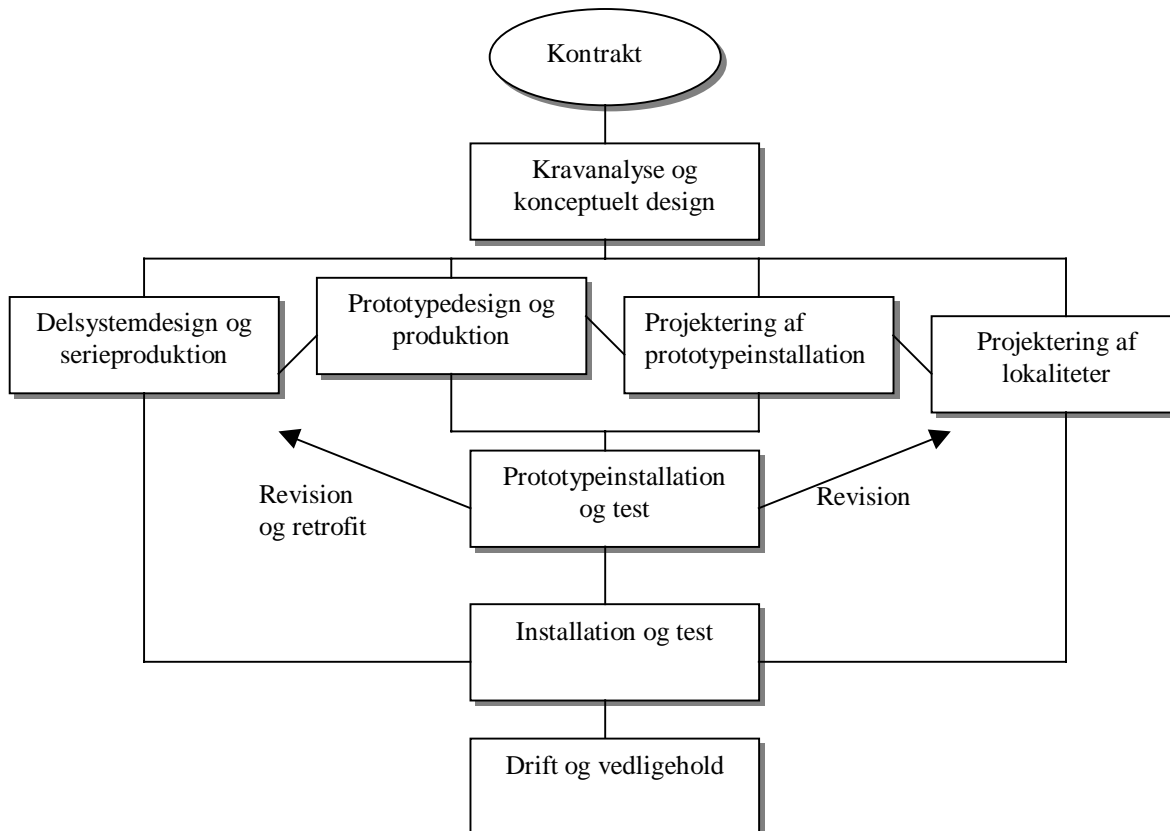 Kontrakt
Kravanalyse og
konceptuelt design
Delsystemdesign og
serieproduktion
Prototypedesign og
produktion
Projektering af
prototypeinstallation
Projektering af
lokaliteter
Revision
og retrofit
Prototypeinstallation
og test
Revision
Installation og test
Drift og vedligehold